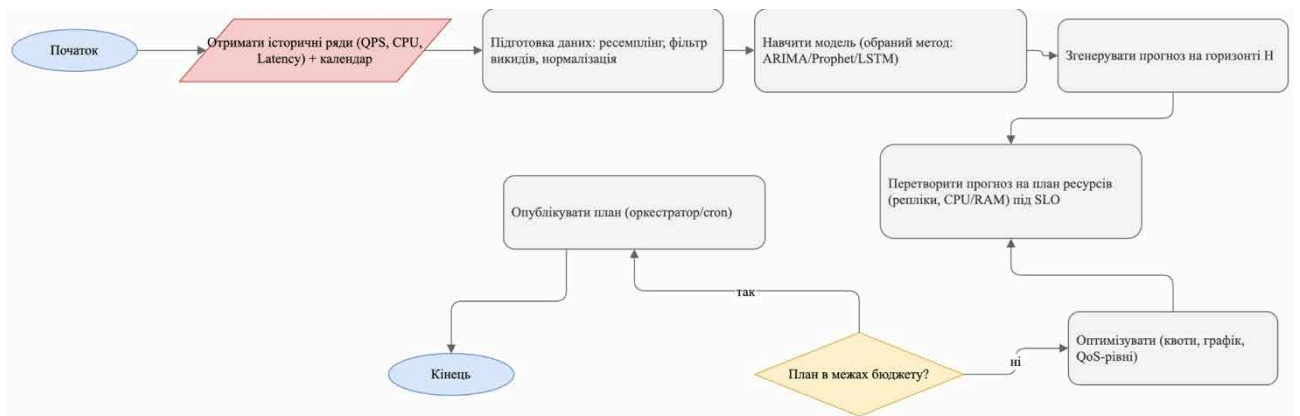 Початок
Отримати історичні ряди (QPS, CPU,
Latency) + календар
Підготовка даних: ресемплінг, фільтр
викидів, нормалізація
Навчити модель (обраний метод:
ARIMA/Prophet/LSTM)
Згенерувати прогноз на горизонті H
Перетворити прогноз на план ресурсів
(репліки, CPU/RAM) під SLO
Опублікувати план (оркестратор/cron)
так
Оптимізувати (квоти, графік,
QoS-рівні)
ні
План в межах бюджету?
Кінець